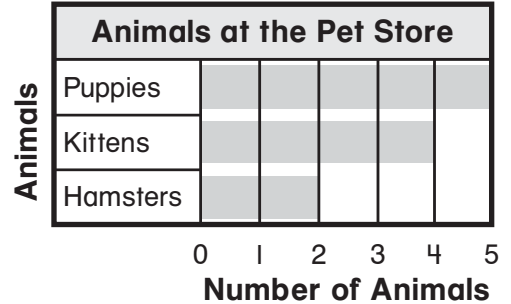 Animals at the Pet Store
Animals
Puppies
Kittens
Hamsters
0 1 2 3 4 5
Number of Animals